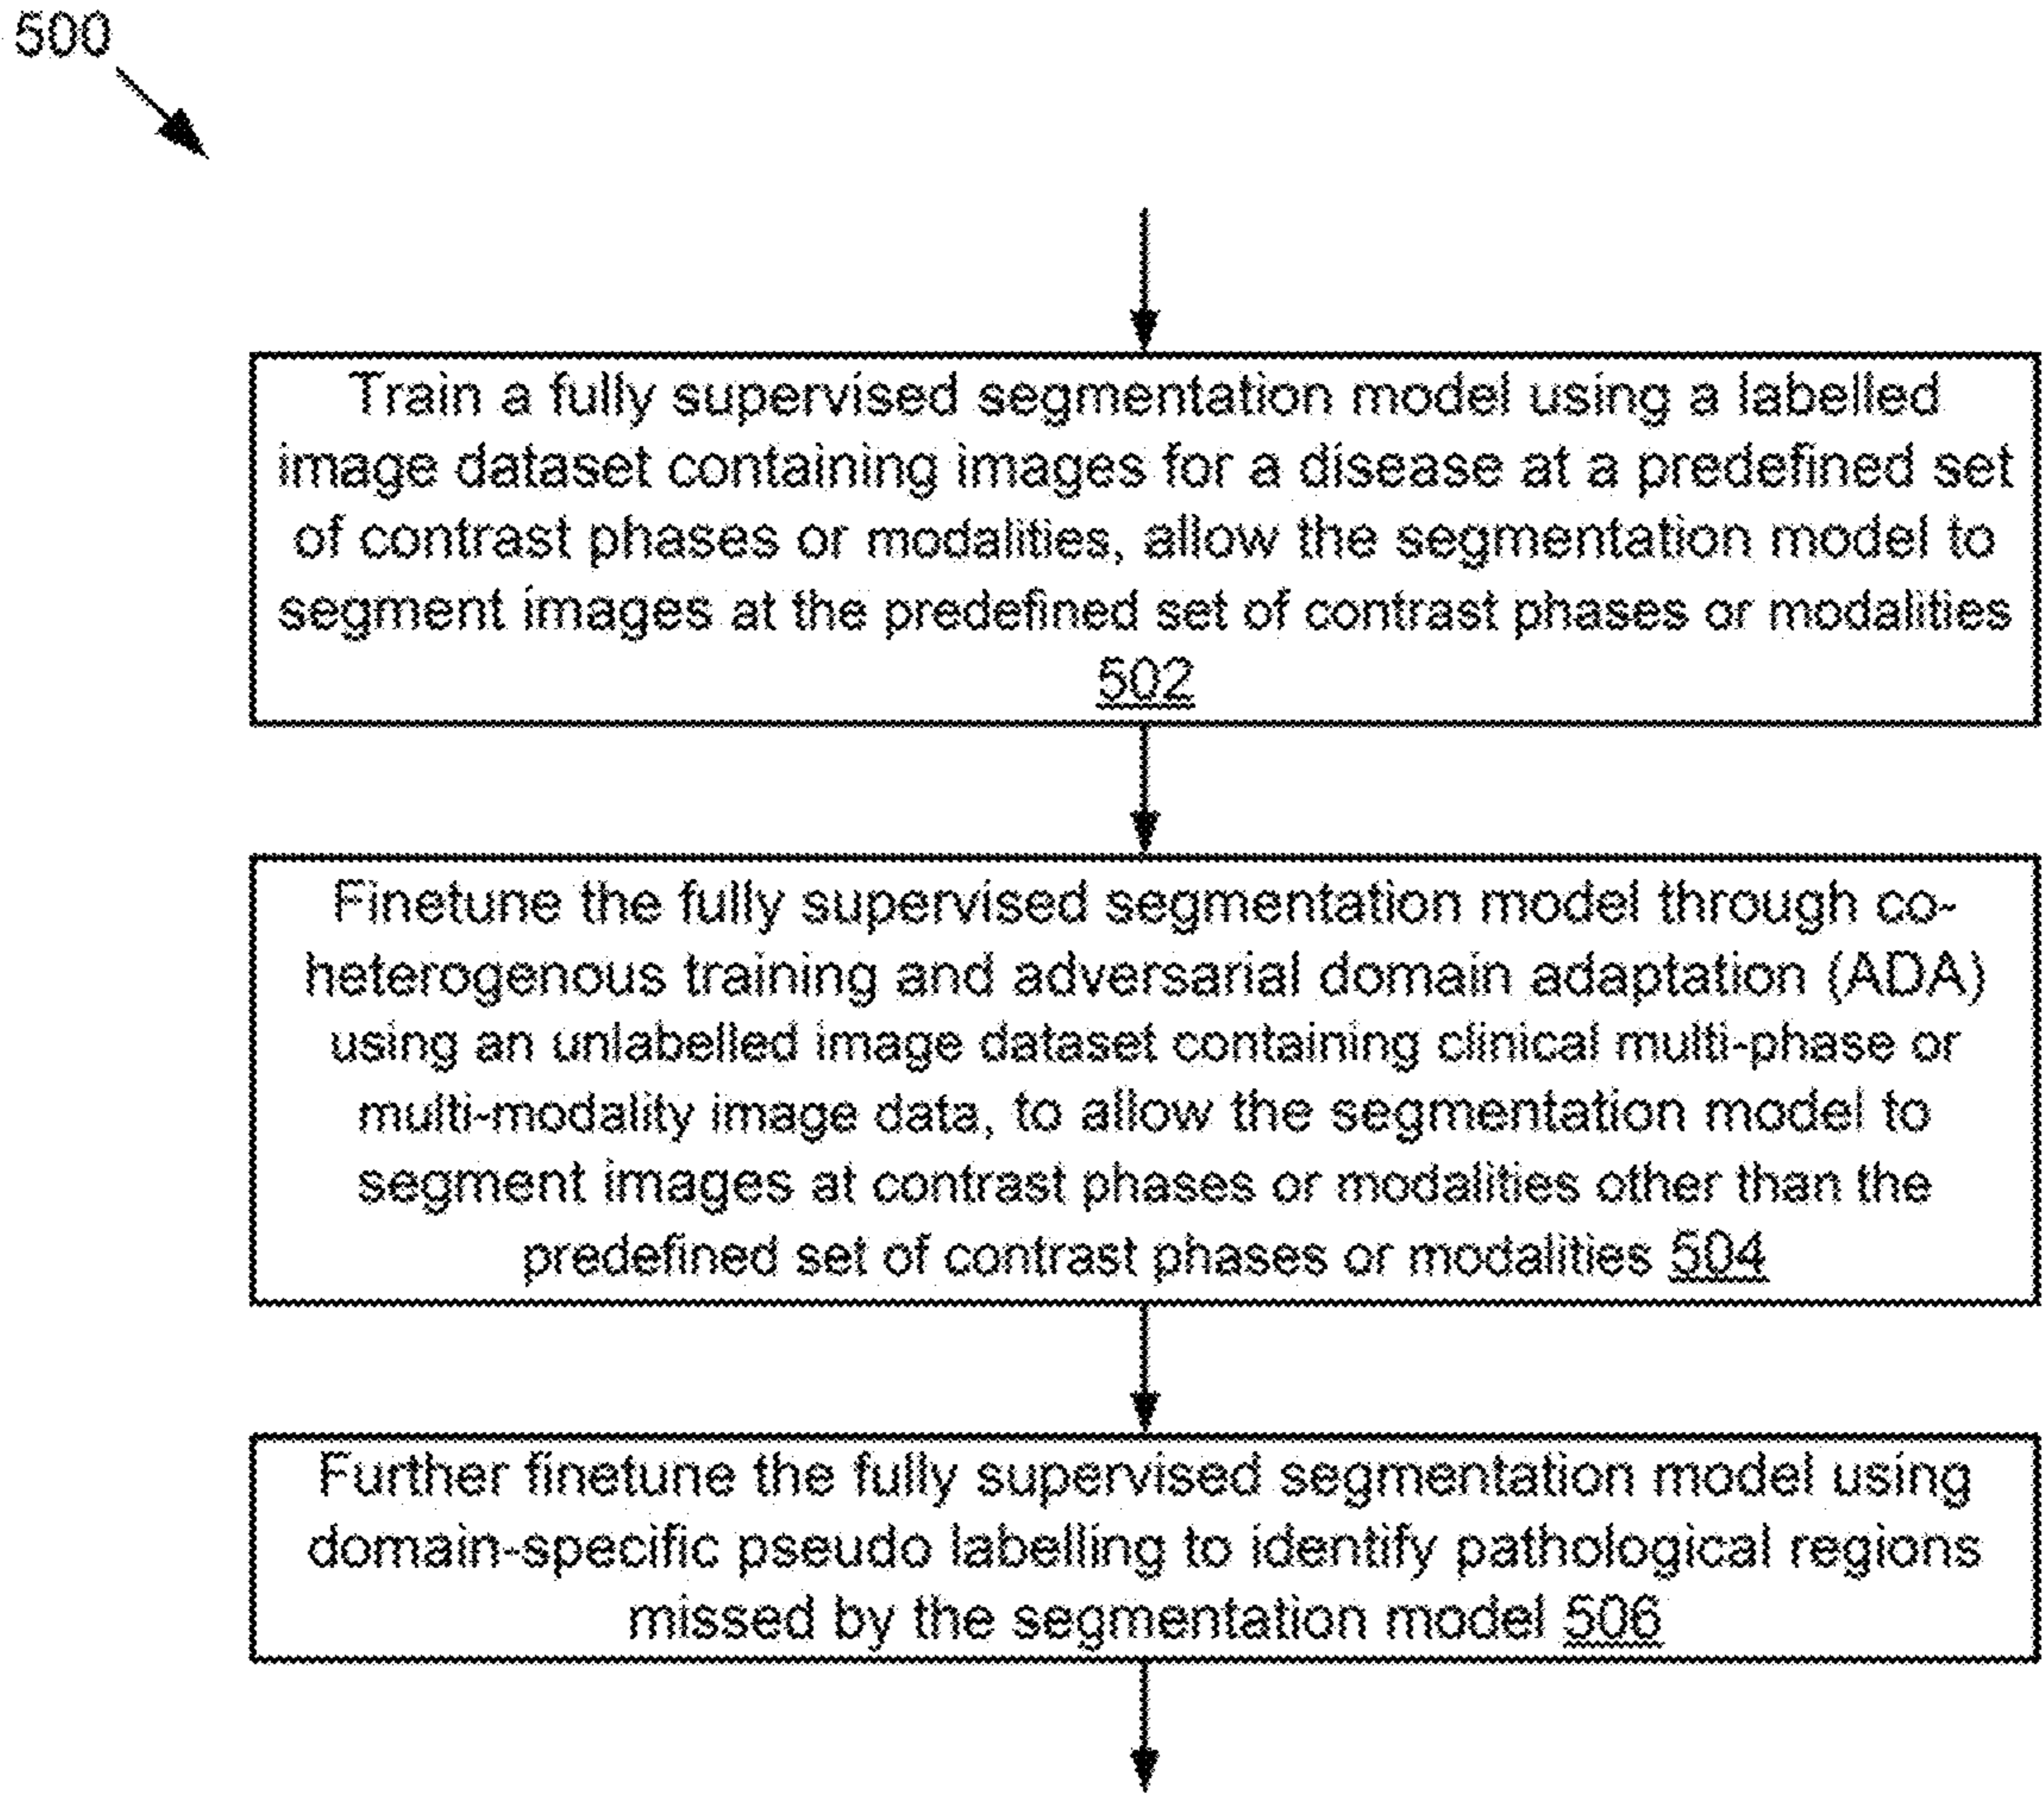 500
Train a fully supervised segmentation model using a labelled
image dataset containing images for a disease at a predefined set
of contrast phases or modalities, allow the segmentation model to
segment images at the predefined set of contrast phases or modalities
502
Finetune the fully supervised segmentation model through co-
heterogenous training and adversarial domain adaptation (ADA)
using an unlabelled image dataset containing clinical multi-phase or
multi-modality image data, to allow the segmentation model to
segment images at contrast phases or modalities other than the
predefined set of contrast phases or modalities 504
Further finetune the fully supervised segmentation model using
domain-specific pseudo labelling to identify pathological regions
missed by the segmentation model 506